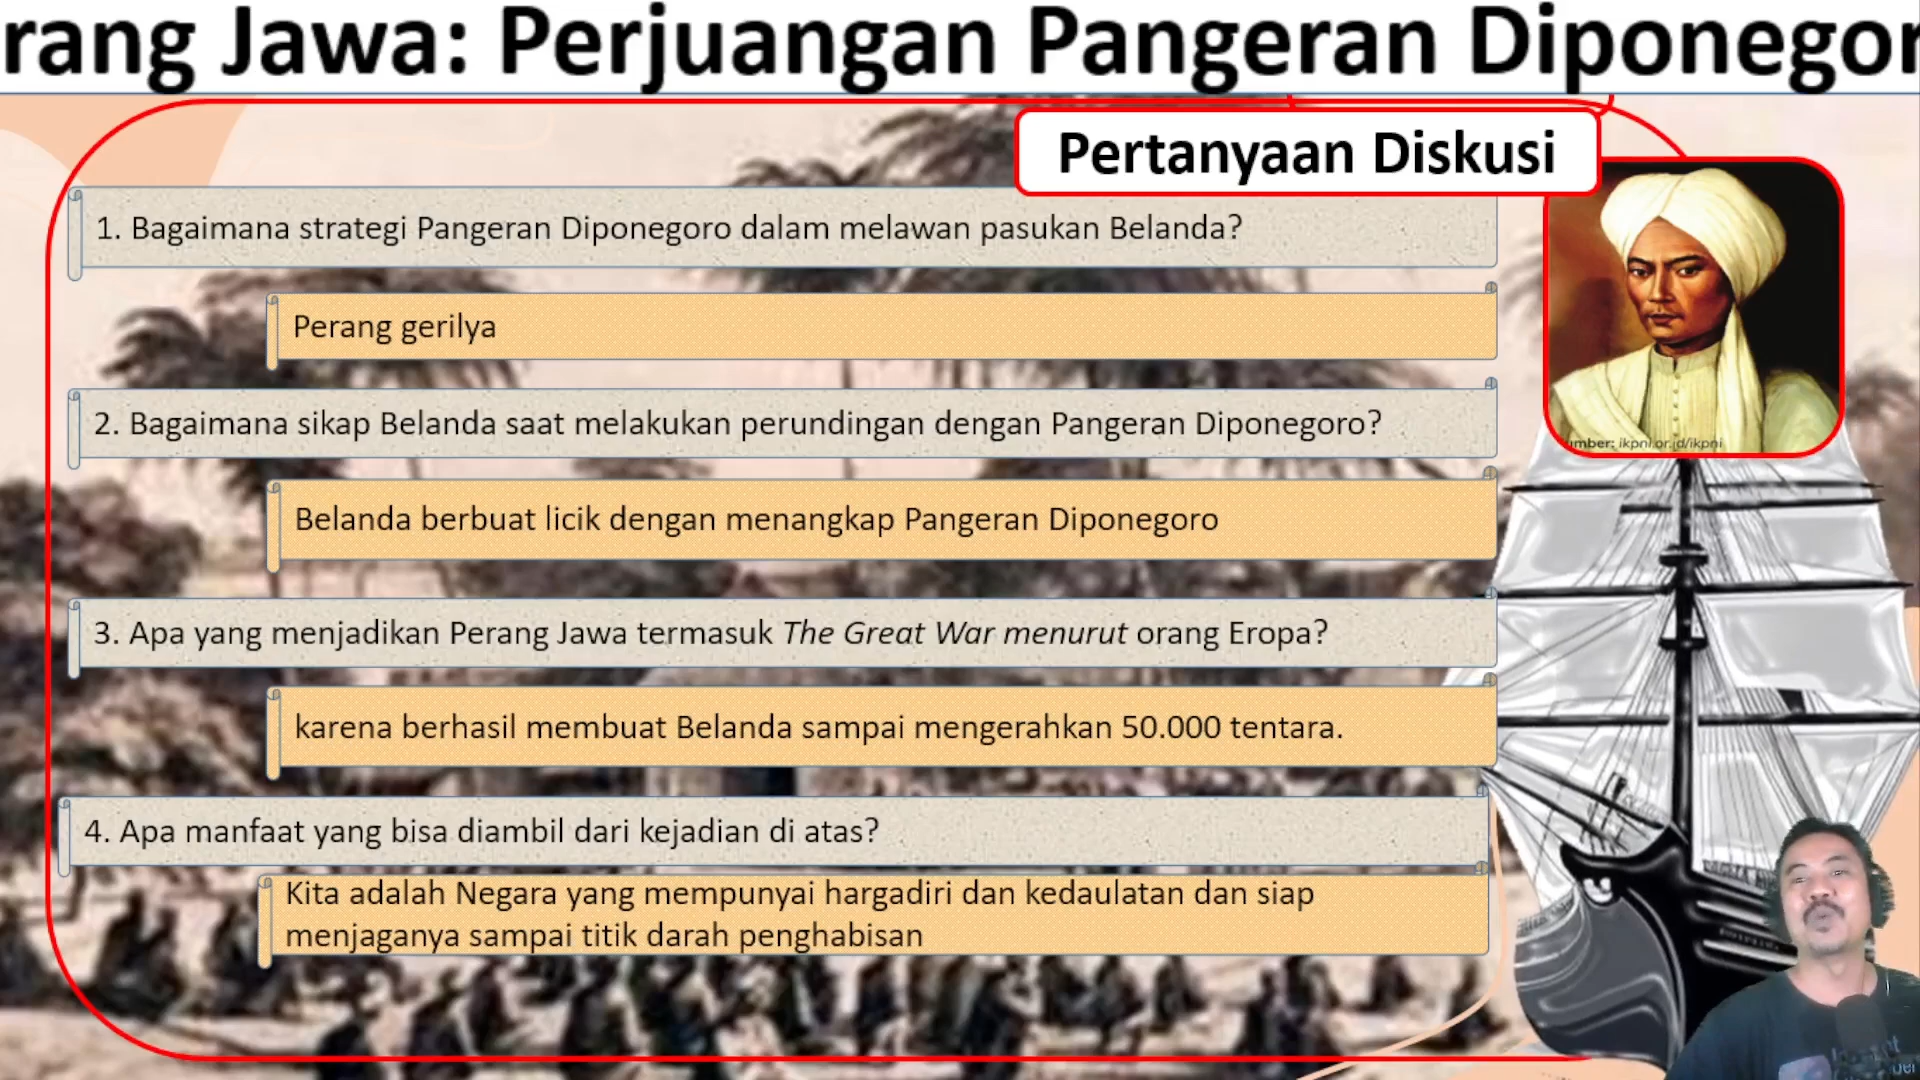 rang Jawa: Perjuangan Pangeran Diponegor
Pertanyaan Diskusi
1. Bagaimana strategi Pangeran Diponegoro dalam melawan pasukan Belanda?
Perang gerilya
2. Bagaimana sikap Belanda saat melakukan perundingan dengan Pangeran Diponegoro?
Belanda berbuat licik dengan menangkap Pangeran Diponegoro
3. Apa yang menjadikan Perang Jawa termasuk The Great War menurut orang Eropa?
karena berhasil membuat Belanda sampai mengerahkan 50.000 tentara.
4. Apa manfaat yang bisa diambil dari kejadian di atas?
Kita adalah Negara yang mempunyai hargadiri dan kedaulatan dan siap
menjaganya sampai titik darah penghabisan
umber: ikpni.or.id/ikpni